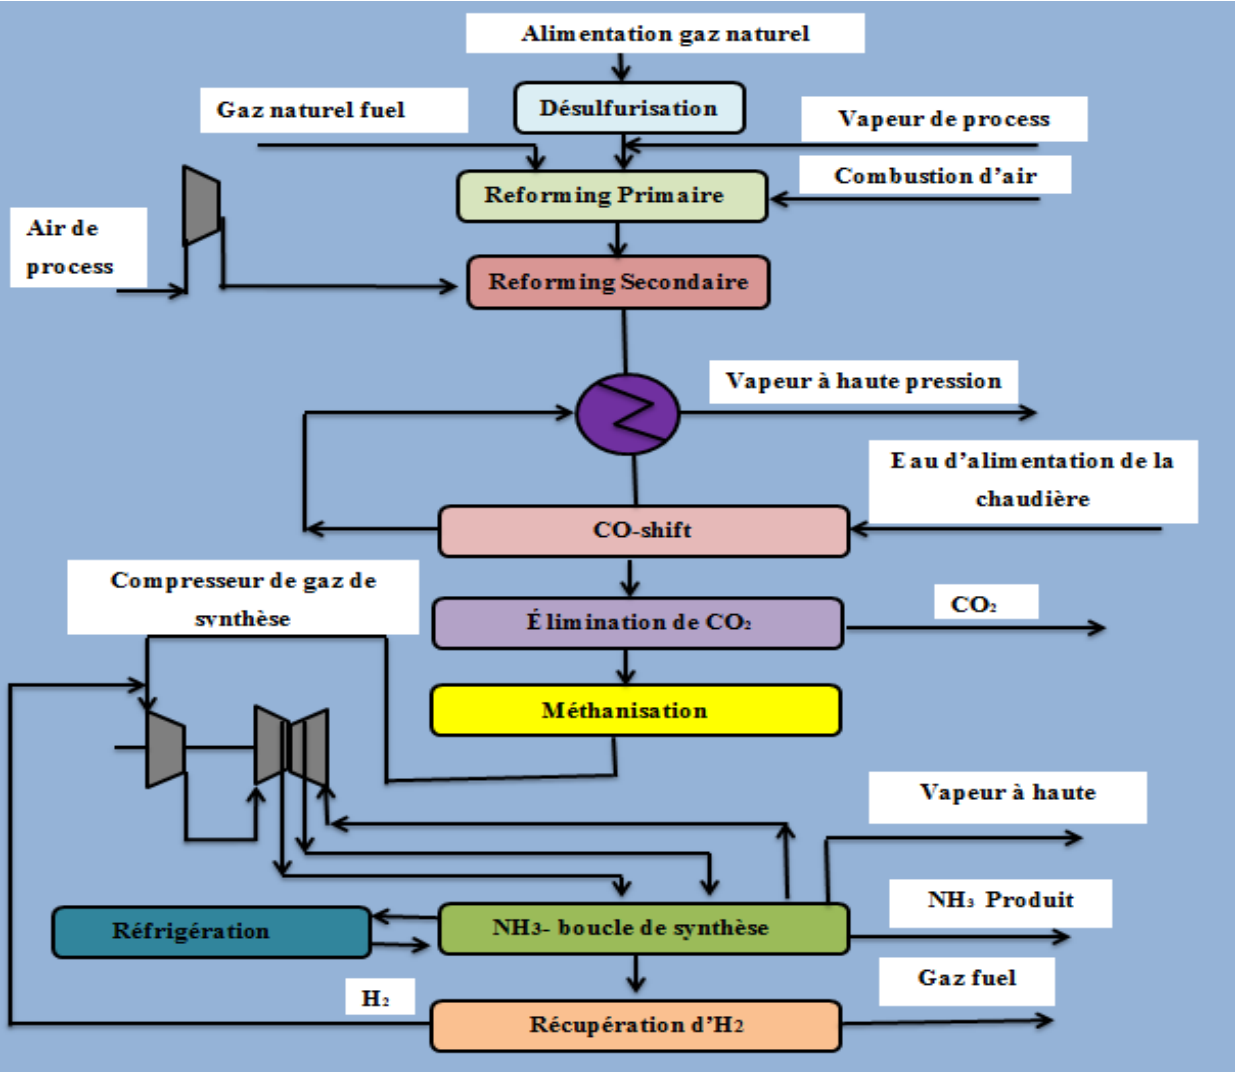 Alimentation gaz naturel
Désulfurisation
Gaz naturel fuel
Vapeur de process
Combustion d'air
Reforming Primaire
Air de
process
Reforming Secondaire
Vapeur à haute pression
Eau d'alimentation de la
chaudière
CO-shift
Compresseur de gaz de
synthèse
CO₂
Élimination de CO₂
Méthanisation
Vapeur à haute
NH₃ Produit
Réfrigération
NH3- boucle de synthèse
Gaz fuel
H₂
Récupération d'H2